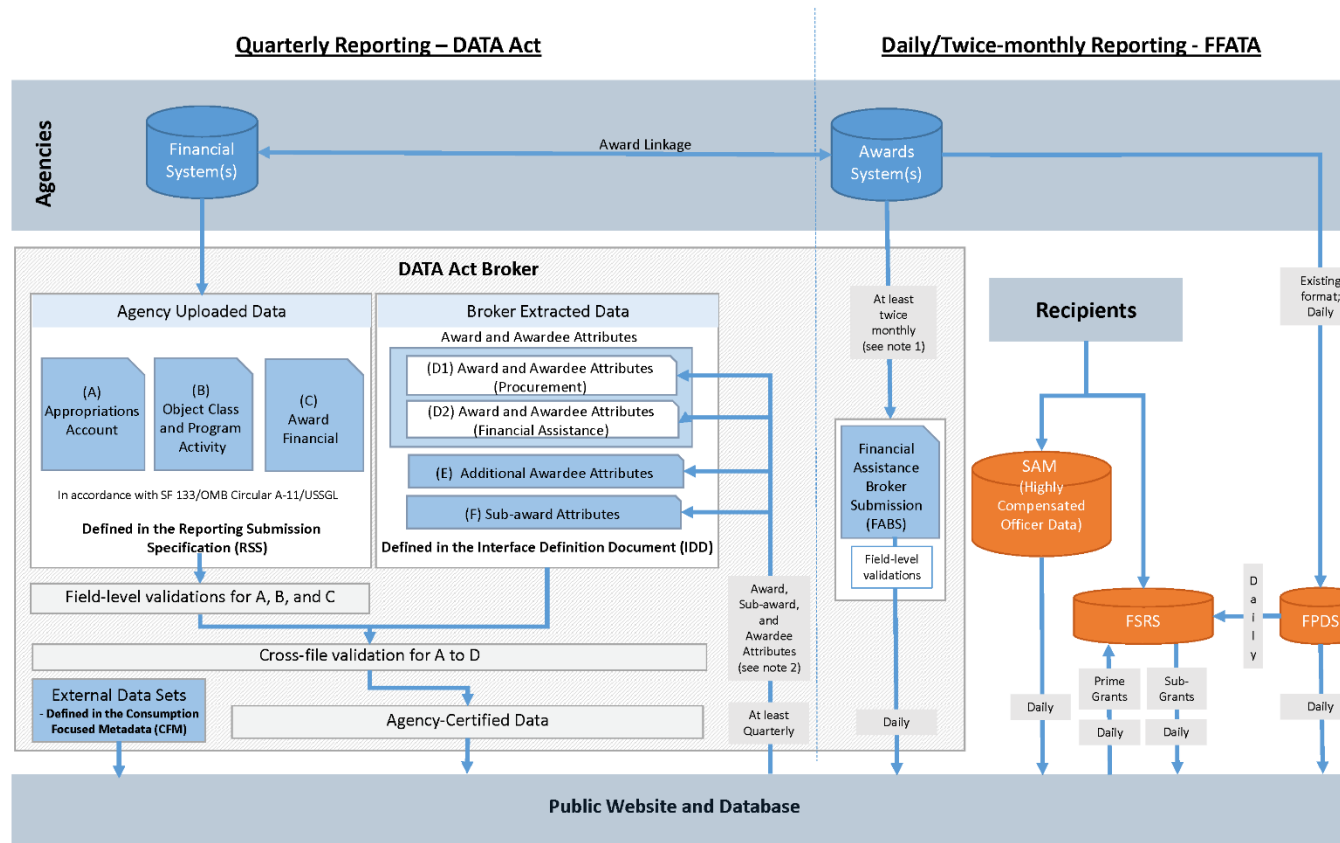 Quarterly Reporting – DATA Act
Daily/Twice-monthly Reporting - FFATA
Agencies
Financial
System(s)
Award Linkage
Awards
System(s)
DATA Act Broker
Agency Uploaded Data
(A)
Appropriations
Account
(B)
Object Class
and Program
Activity
(C)
Award
Financial
In accordance with SF 133/OMB Circular A-11/USSGL
Defined in the Reporting Submission
Specification (RSS)
Broker Extracted Data
Award and Awardee Attributes
(D1) Award and Awardee Attributes
(Procurement)
(D2) Award and Awardee Attributes
(Financial Assistance)
(E) Additional Awardee Attributes
(F) Sub-award Attributes
Defined in the Interface Definition Document (IDD)
Field-level validations for A, B, and C
Cross-file validation for A to D
External Data Sets
- Defined in the Consumption
Focused Metadata (CFM)
Agency-Certified Data
Award,
Sub-award,
and
Awardee
Attributes
(see note 2)
At least
Quarterly
At least
twice
monthly
(see note 1)
Financial
Assistance
Broker
Submission
(FABS)
Field-level
validations
Daily
Recipients
Existing
format;
Daily
SAM
(Highly
Compensated
Officer Data)
FSRS
Daily
FPDS
Daily
Prime
Grants
Daily
Sub-
Grants
Daily
Daily
Public Website and Database